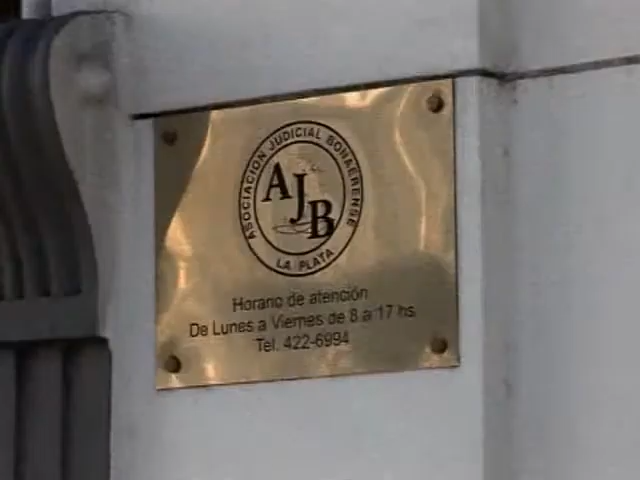 ASOCIACION JUDICIAL BONAERENSE
AJB
LA PLATA
Horario de atención
De Lunes a Viernes de 8 a 17 hs
Tel. 422-6994